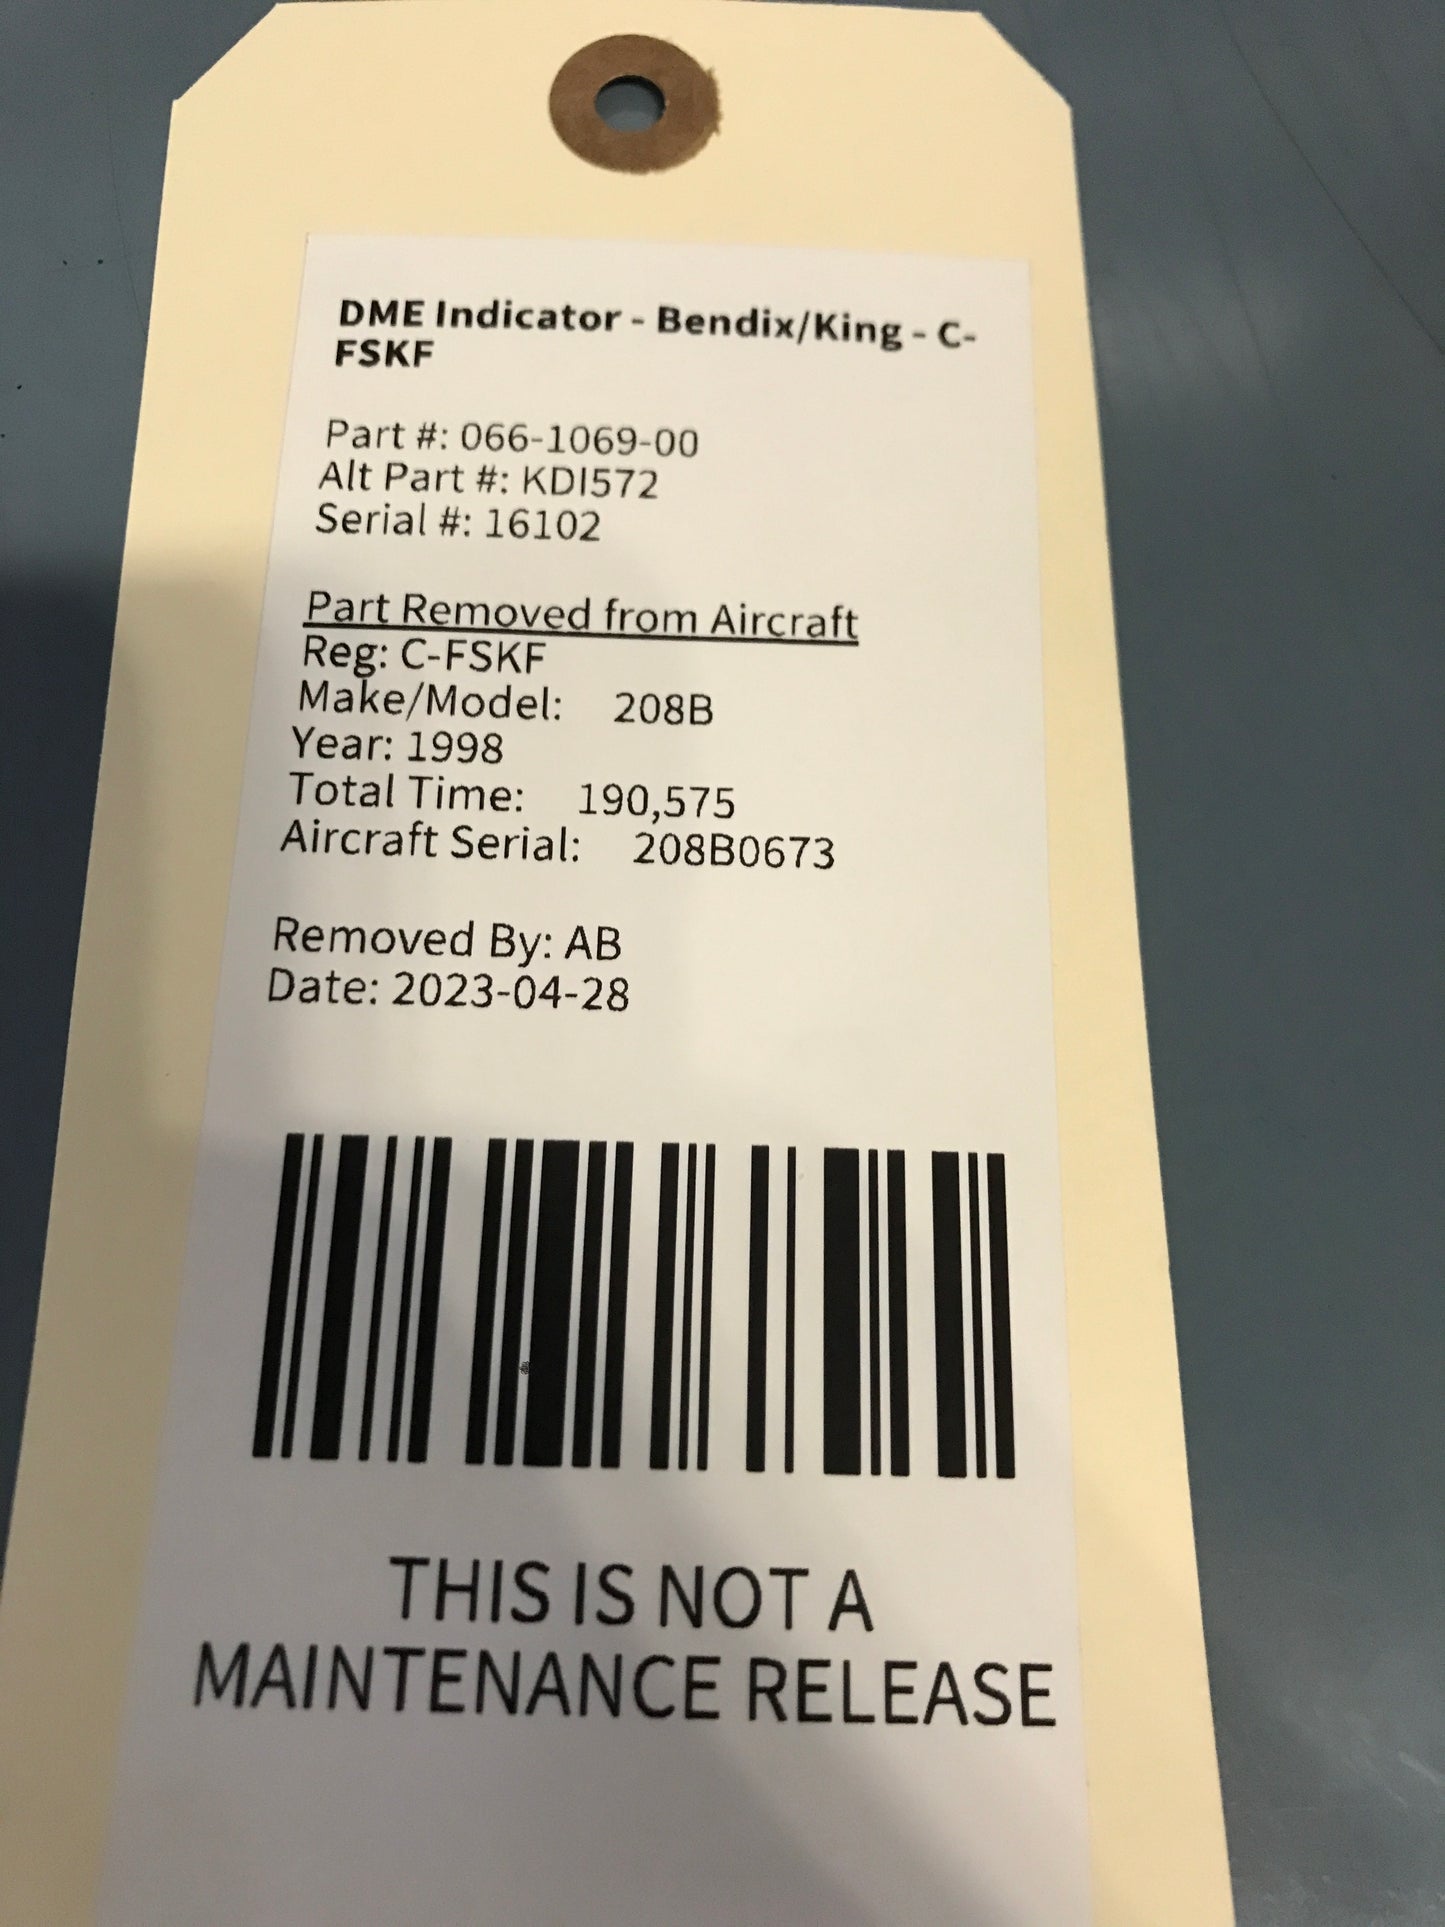 DME Indicator - Bendix/King - C-
FSKF
Part #: 066-1069-00
Alt Part #: KDI572
Serial #: 16102
Part Removed from Aircraft
Reg: C-FSKF
Make/Model: 208B
Year: 1998
Total Time: 190,575
Aircraft Serial: 208B0673
Removed By: AB
Date: 2023-04-28
THIS IS NOT A
MAINTENANCE RELEASE